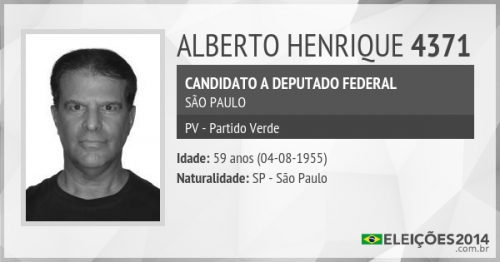 ALBERTO HENRIQUE 4371
CANDIDATO A DEPUTADO FEDERAL
SÃO PAULO
PV - Partido Verde
Idade: 59 anos (04-08-1955)
Naturalidade: SP - São Paulo
ELEIÇÕES2014
.com.br